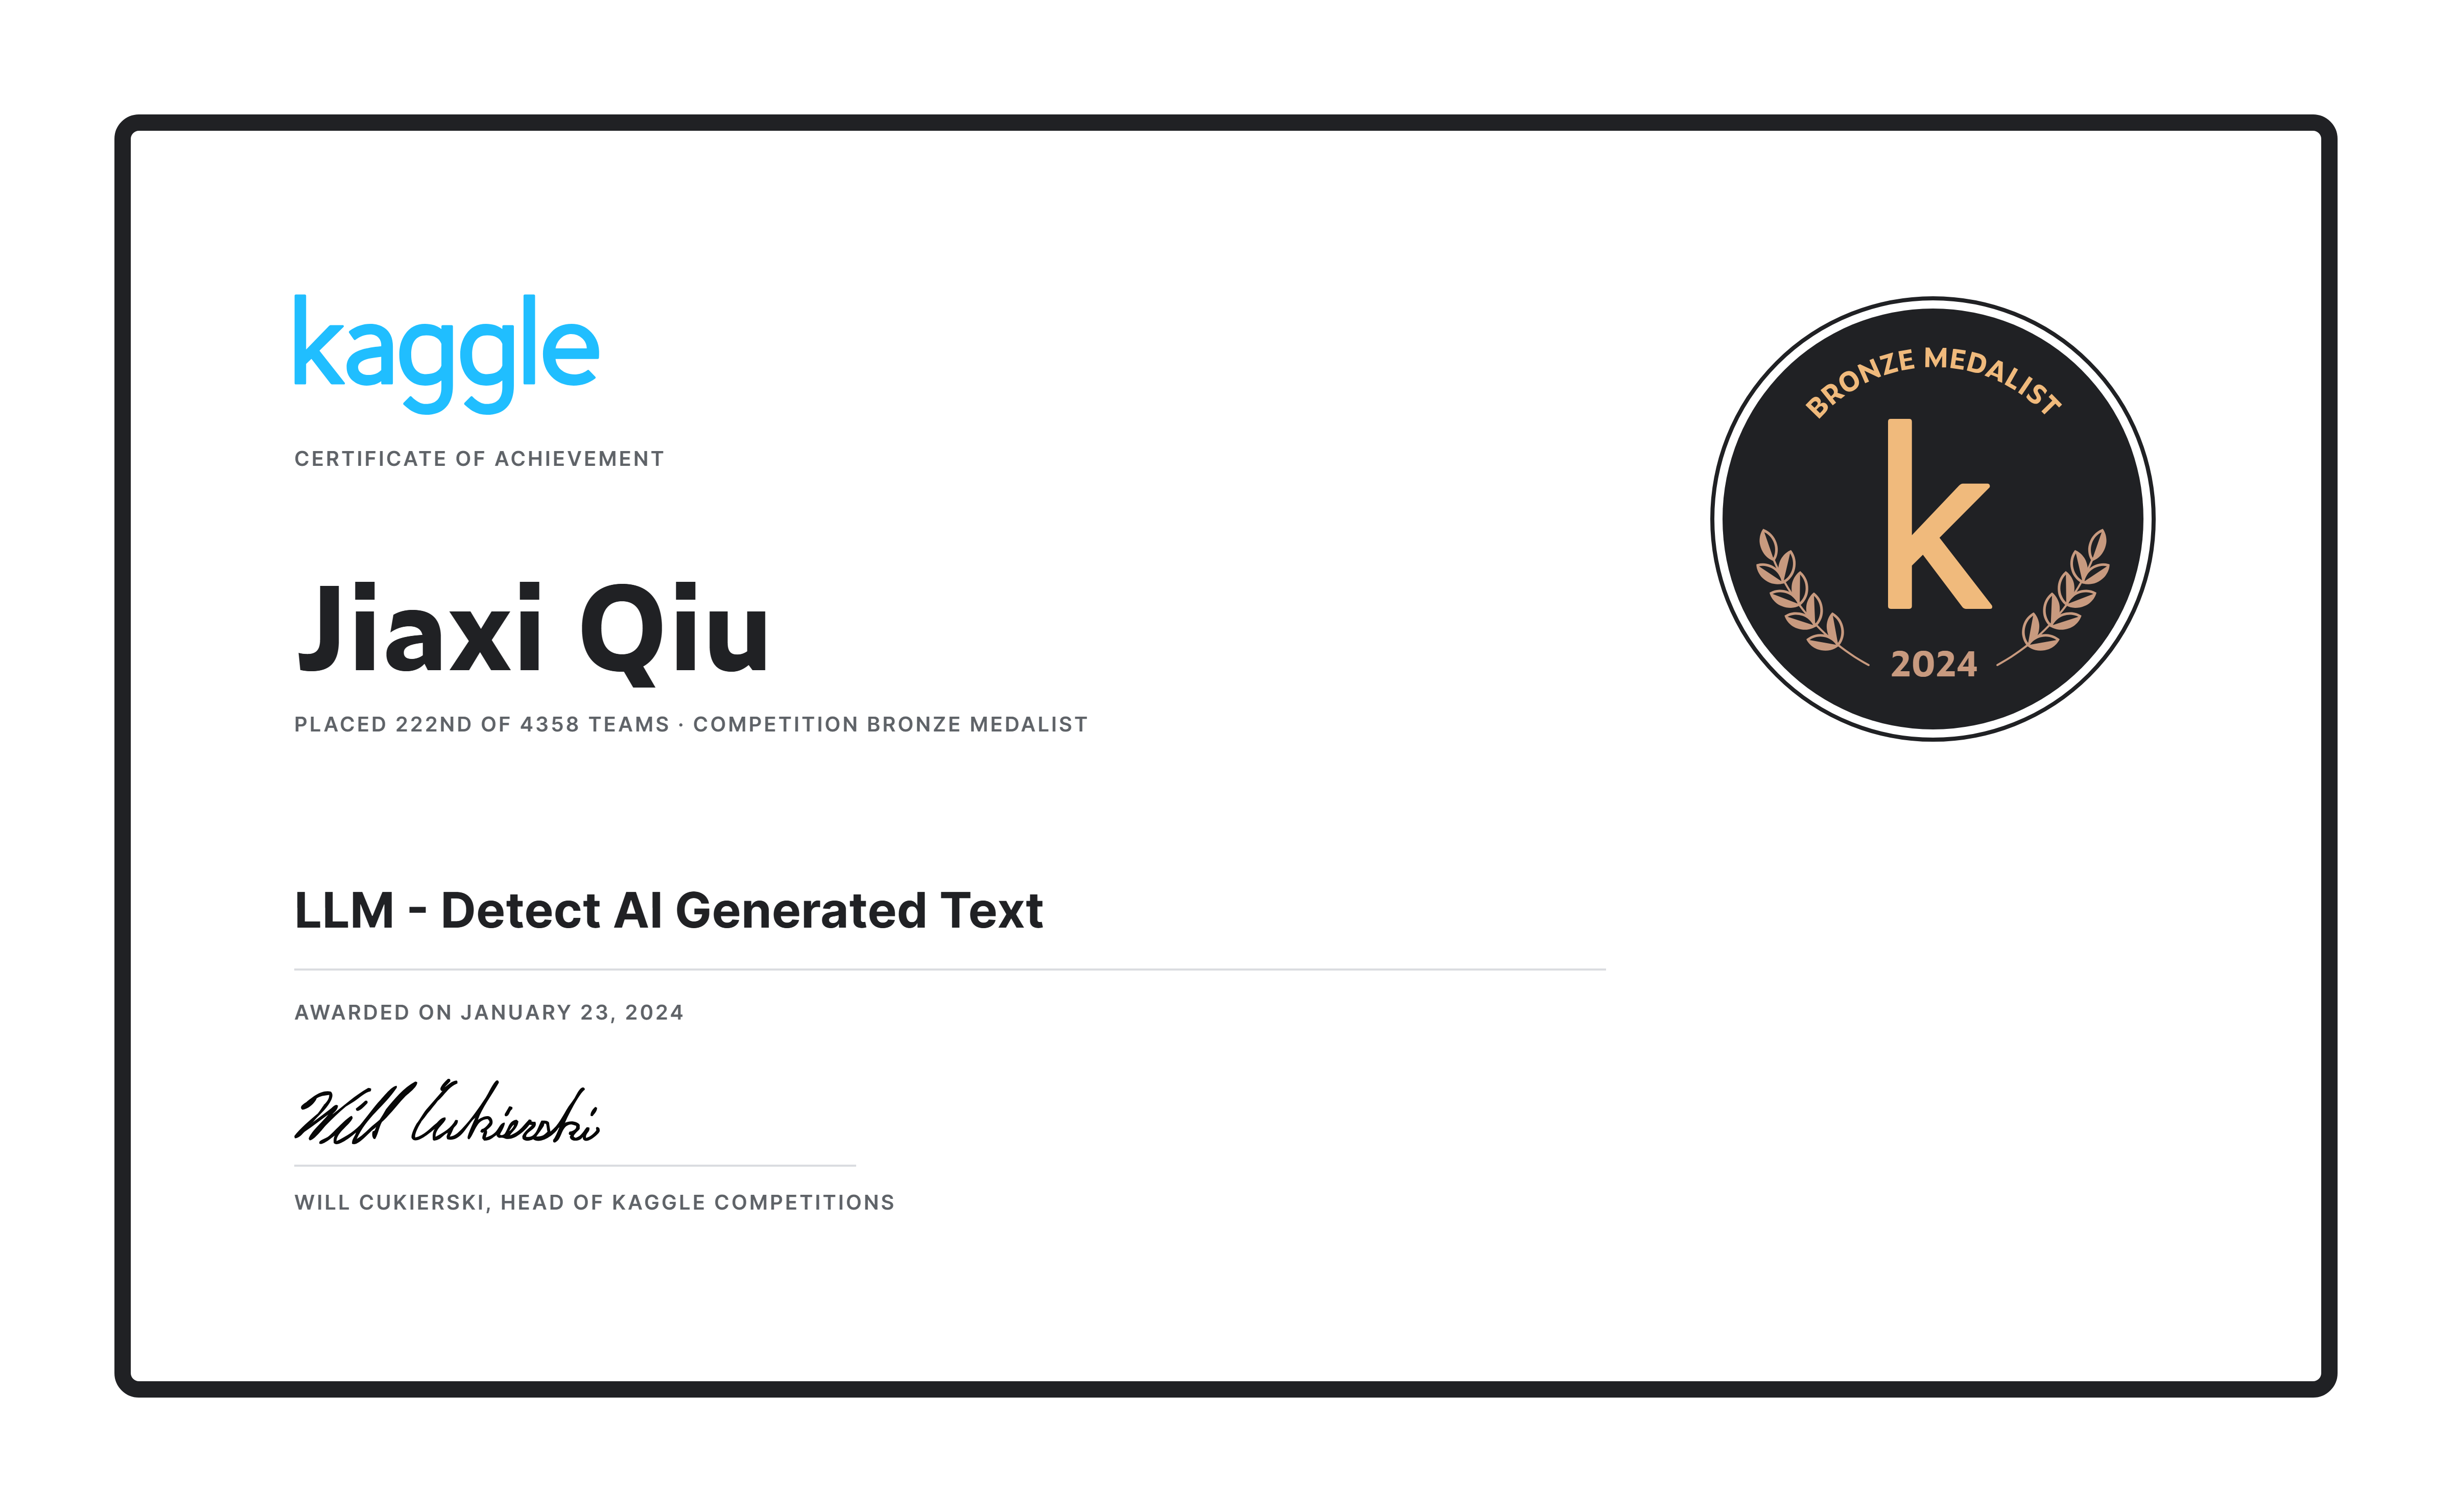 kaggle
CERTIFICATE OF ACHIEVEMENT
BRONZE MEDALIST
k
2024
Jiaxi Qiu
PLACED 222ND OF 4358 TEAMS · COMPETITION BRONZE MEDALIST
LLM - Detect AI Generated Text
AWARDED ON JANUARY 23, 2024
Will Cukierski
WILL CUKIERSKI, HEAD OF KAGGLE COMPETITIONS